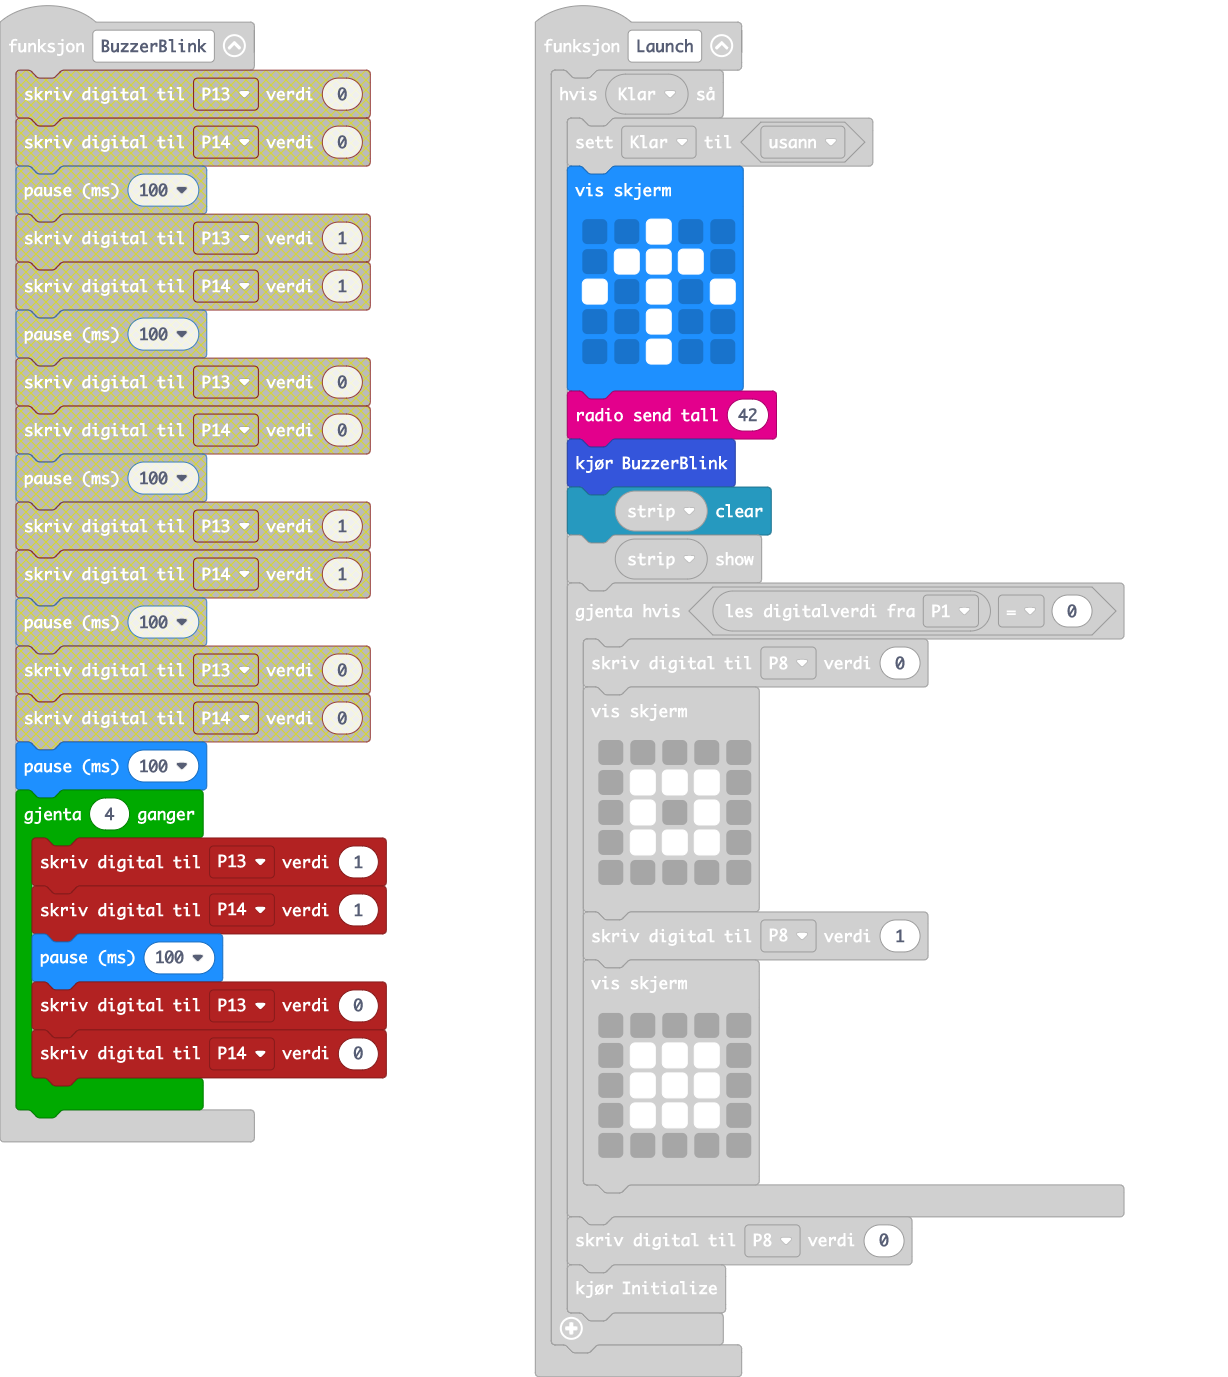 funksjon BuzzerBlink
skriv digital til P13 verdi 0
skriv digital til P14 verdi 0
pause (ms) 100
skriv digital til P13 verdi 1
skriv digital til P14 verdi 1
pause (ms) 100
skriv digital til P13 verdi 0
skriv digital til P14 verdi 0
pause (ms) 100
skriv digital til P13 verdi 1
skriv digital til P14 verdi 1
pause (ms) 100
skriv digital til P13 verdi 0
skriv digital til P14 verdi 0
pause (ms) 100
gjenta 4 ganger
skriv digital til P13 verdi 1
skriv digital til P14 verdi 1
pause (ms) 100
skriv digital til P13 verdi 0
skriv digital til P14 verdi 0
funksjon Launch
hvis Klar så
sett Klar til usann
vis skjerm
radio send tall 42
kjør BuzzerBlink
strip clear
strip show
gjenta hvis les digitalverdi fra P1 = 0
skriv digital til P8 verdi 0
vis skjerm
skriv digital til P8 verdi 1
vis skjerm
skriv digital til P8 verdi 0
kjør Initialize